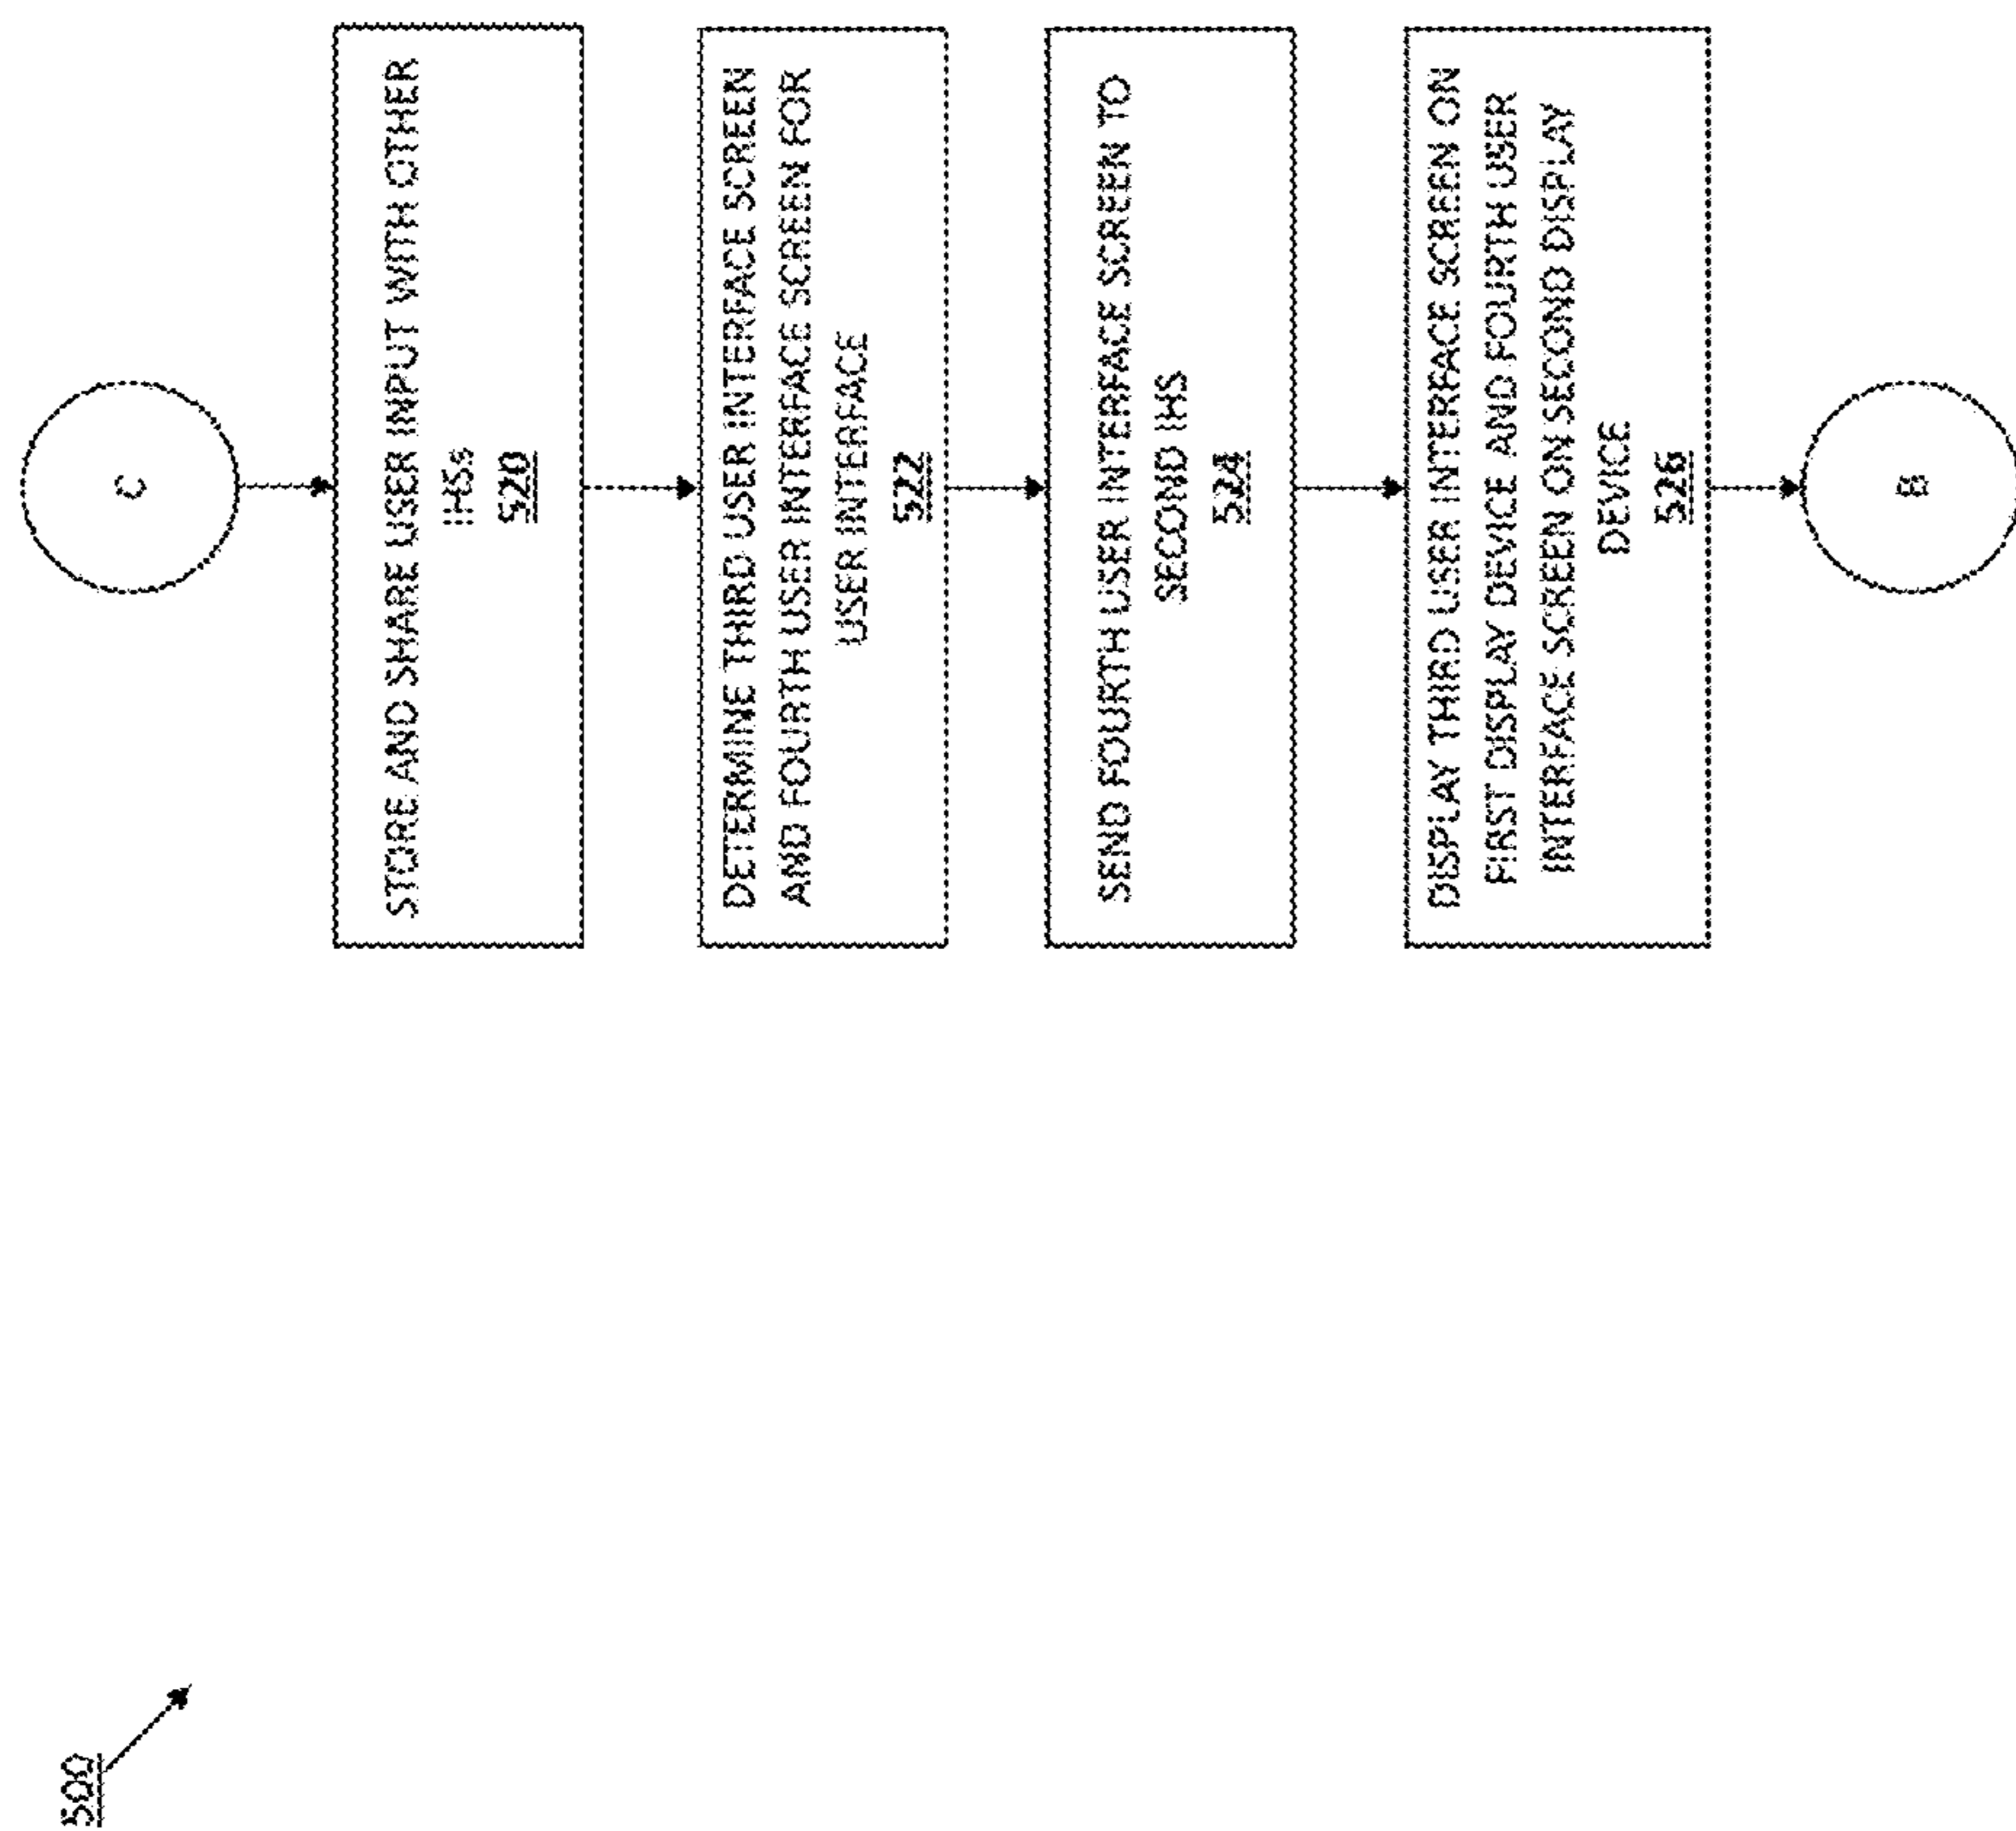 500
C
STORE AND SHARE USER INPUT WITH OTHER
IHSs
520
DETERMINE THIRD USER INTERFACE SCREEN
AND FOURTH USER INTERFACE SCREEN FOR
USER INTERFACE
522
SEND FOURTH USER INTERFACE SCREEN TO
SECOND IHS
524
DISPLAY THIRD USER INTERFACE SCREEN ON
FIRST DISPLAY DEVICE AND FOURTH USER
INTERFACE SCREEN ON SECOND DISPLAY
DEVICE
526
B